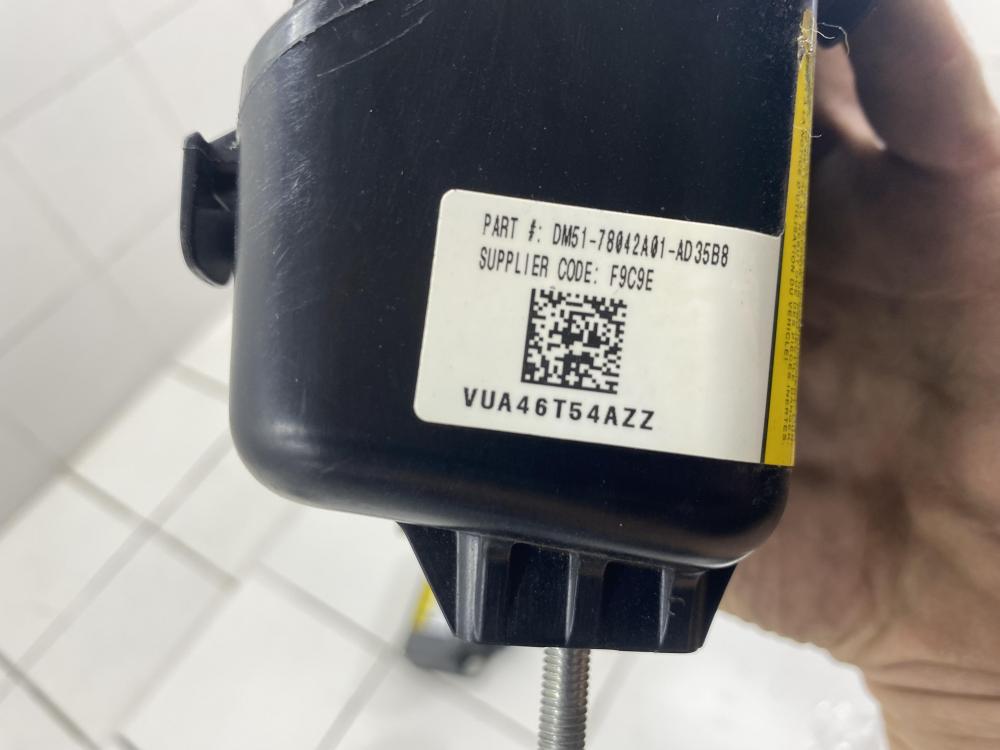 PART #: DM51-78042A01-AD35B8
SUPPLIER CODE: F9C9E
VUA46T54AZZ